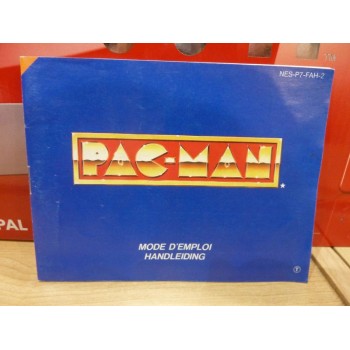 NES-P7-FAH-2
PAC-MAN
MODE D'EMPLOI
HANDLEIDING
PAL